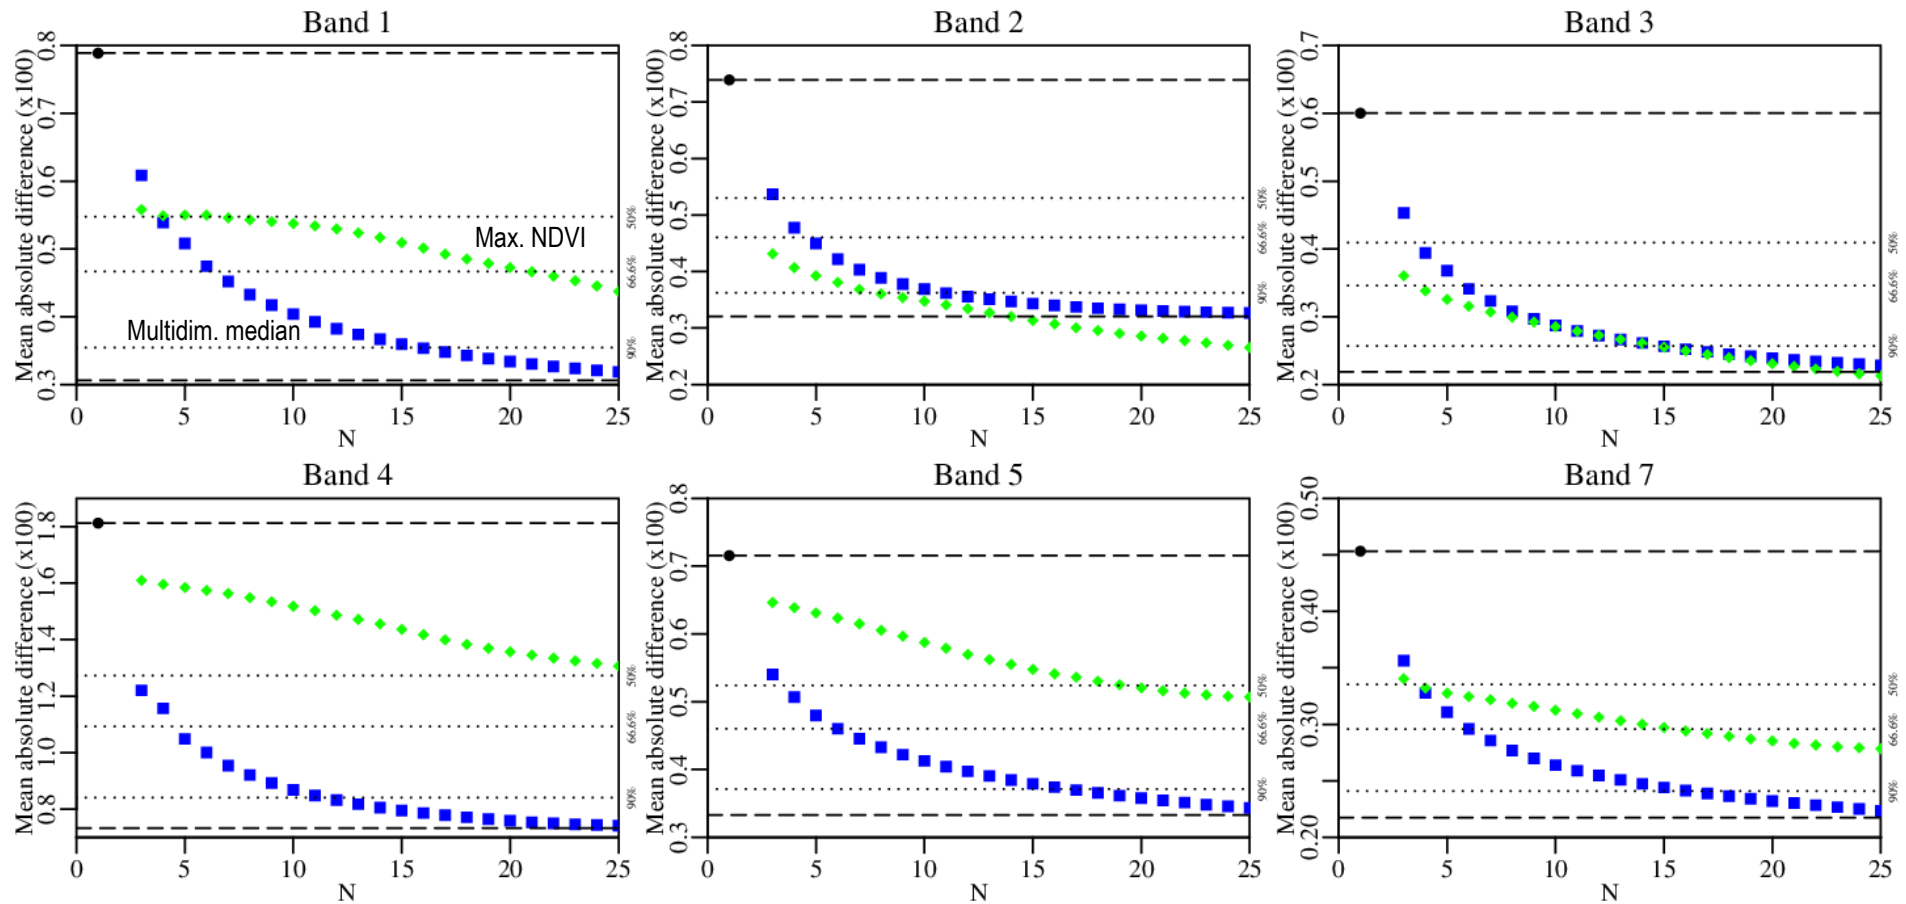 Band 1
Mean absolute difference (x100)
0.8
0.7
0.6
0.5
0.4
0.3
50%
66.6%
90%
Max. NDVI
Multidim. median
0 5 10 15 20 25
N
Band 2
Mean absolute difference (x100)
0.8
0.7
0.6
0.5
0.4
0.3
0.2
50%
66.6%
90%
0 5 10 15 20 25
N
Band 3
Mean absolute difference (x100)
0.7
0.6
0.5
0.4
0.3
0.2
50%
66.6%
90%
0 5 10 15 20 25
N
Band 4
Mean absolute difference (x100)
1.8
1.6
1.4
1.2
1.0
0.8
50%
66.6%
90%
0 5 10 15 20 25
N
Band 5
Mean absolute difference (x100)
0.8
0.7
0.6
0.5
0.4
0.3
50%
66.6%
90%
0 5 10 15 20 25
N
Band 7
Mean absolute difference (x100)
0.50
0.40
0.30
0.20
50%
66.6%
90%
0 5 10 15 20 25
N